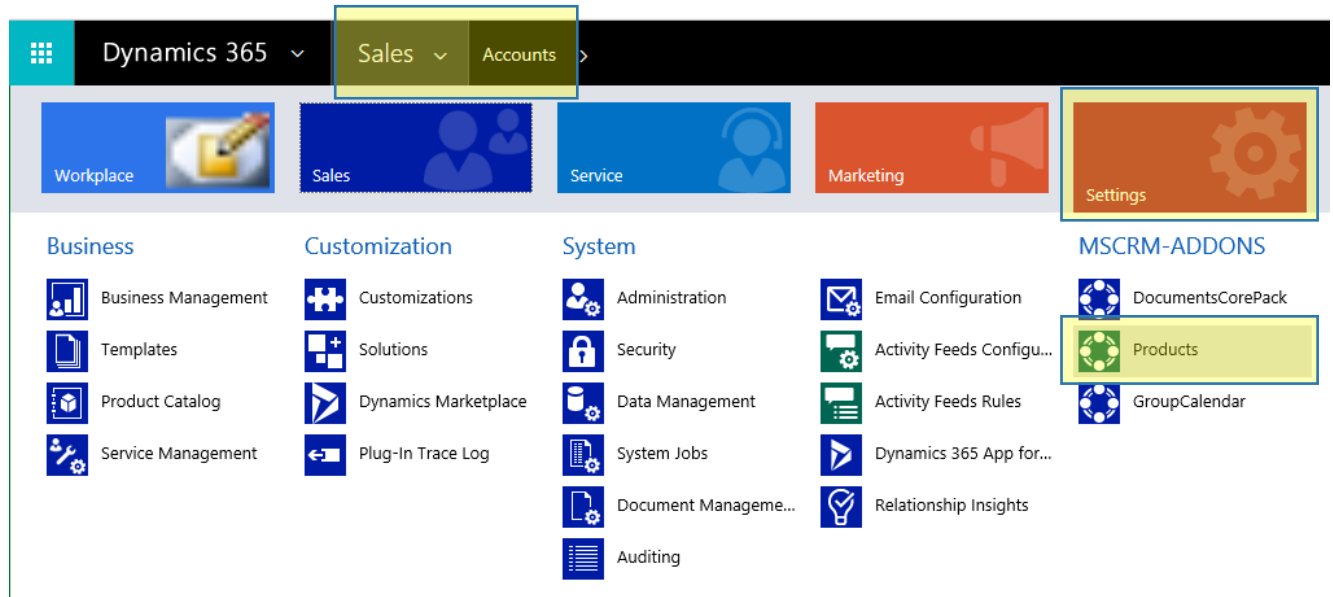 Dynamics 365 Sales Accounts
Workplace Sales Service Marketing Settings
Business
Business Management
Templates
Product Catalog
Service Management
Customization
Customizations
Solutions
Dynamics Marketplace
Plug-In Trace Log
System
Administration
Security
Data Management
System Jobs
Document Manageme...
Auditing
Email Configuration
Activity Feeds Configu...
Activity Feeds Rules
Dynamics 365 App for...
Relationship Insights
MSCRM-ADDONS
DocumentsCorePack
Products
GroupCalendar